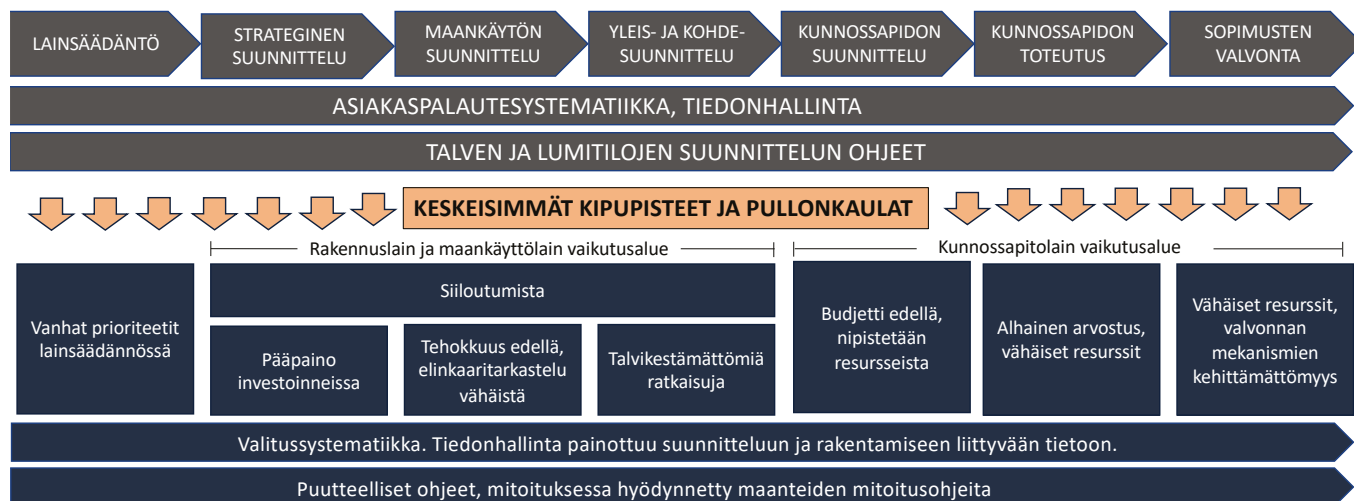 LAINSÄÄDÄNTÖ
STRATEGINEN
SUUNNITTELU
MAANKÄYTÖN
SUUNNITTELU
YLEIS- JA KOHDE-
SUUNNITTELU
KUNNOSSAPIDON
SUUNNITTELU
KUNNOSSAPIDON
TOTEUTUS
SOPIMUSTEN
VALVONTA
ASIAKASPALAUTESYSTEMATIIKKA, TIEDONHALLINTA
TALVEN JA LUMITILOJEN SUUNNITTELUN OHJEET
KESKEISIMMÄT KIPUPISTEET JA PULLONKAULAT
Rakennuslain ja maankäyttölain vaikutusalue
Kunnossapitolain vaikutusalue
Vanhat prioriteetit
lainsäädännössä
Siiloutumista
Pääpaino
investoinneissa
Tehokkuus edellä,
elinkaaritarkastelu
vähäistä
Talvikestämättömiä
ratkaisuja
Budjetti edellä,
nipistetään
resursseista
Alhainen arvostus,
vähäiset resurssit
Vähäiset resurssit,
valvonnan
mekanismien
kehittämättömyys
Valitussystematiikka. Tiedonhallinta painottuu suunnitteluun ja rakentamiseen liittyvään tietoon.
Puutteelliset ohjeet, mitoituksessa hyödynnetty maanteiden mitoitusohjeita